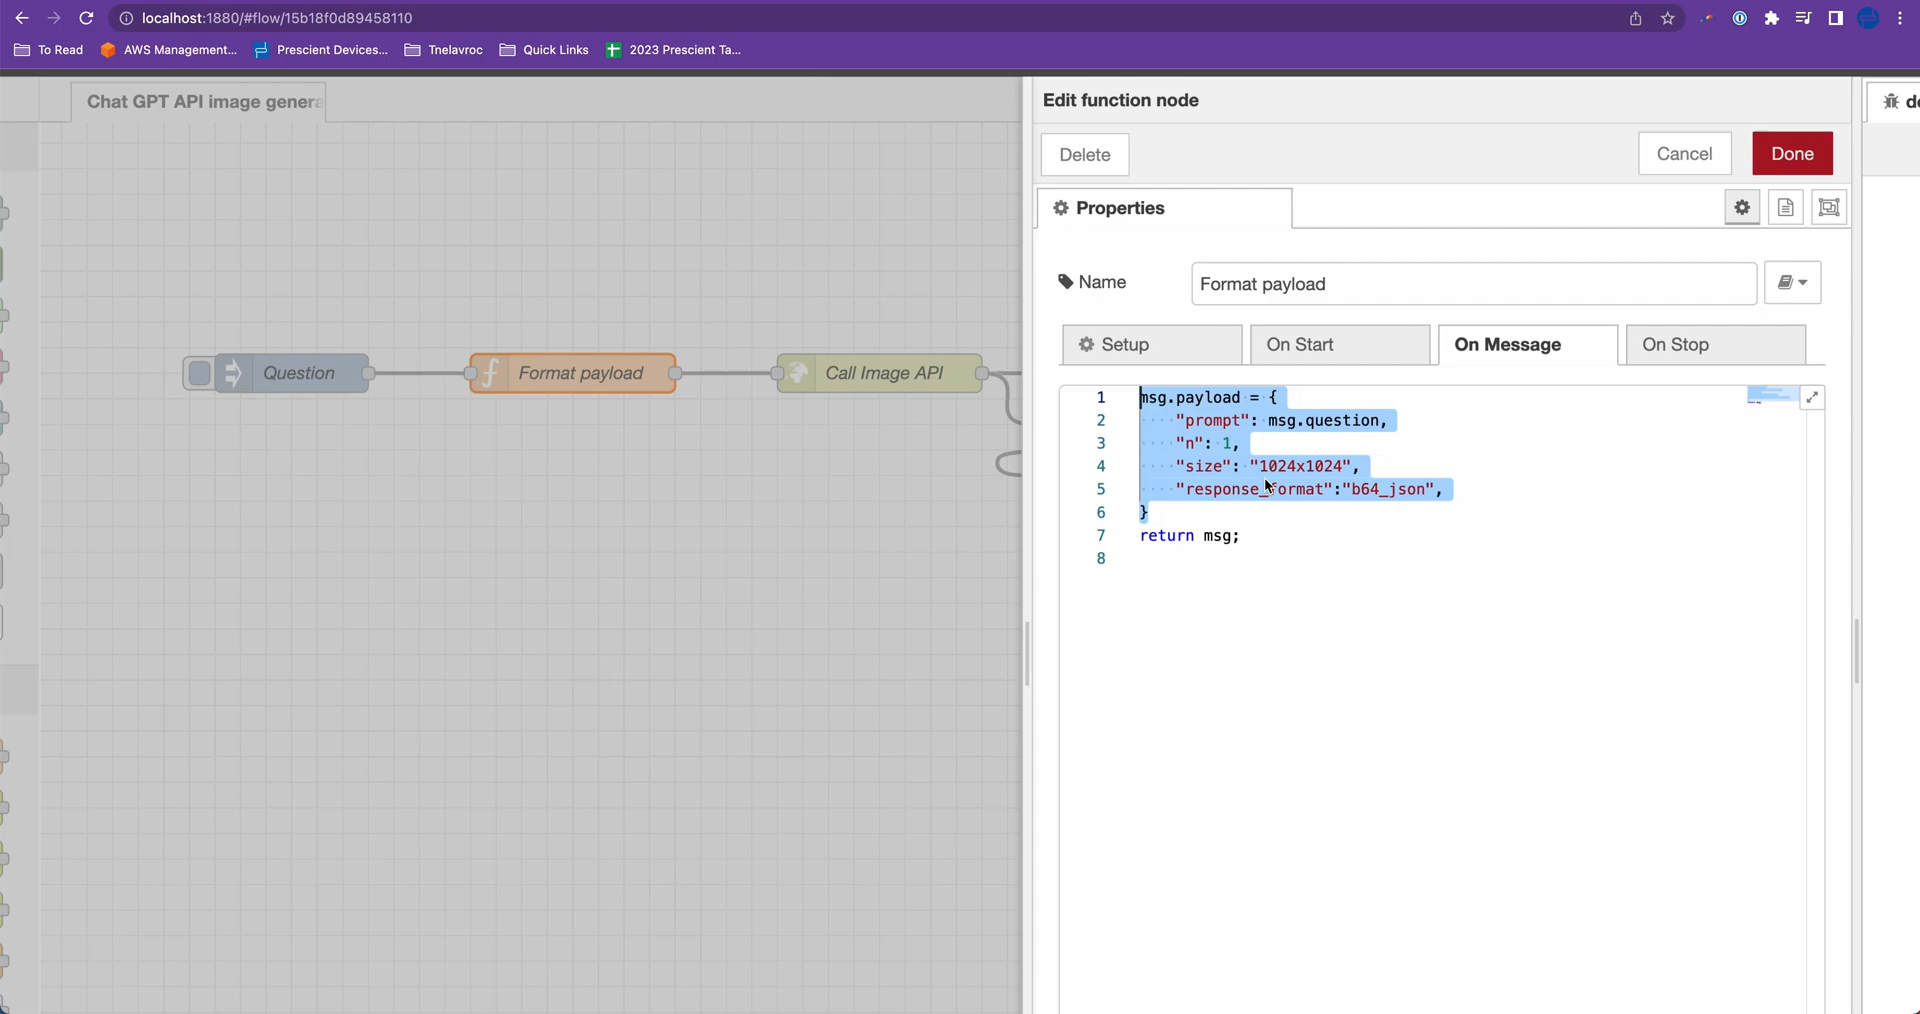 localhost:1880/#flow/15b18f0d89458110
To Read
AWS Management...
Prescient Devices...
Tnelavroc
Quick Links
2023 Prescient Ta...
Chat GPT API image genera
Edit function node
de
Delete
Cancel
Done
Properties
Name
Format payload
Setup
On Start
On Message
On Stop
Question
Format payload
Call Image API
1 msg.payload = {
2 "prompt": msg.question,
3 "n": 1,
4 "size": "1024x1024",
5 "response_format":"b64_json",
6 }
7 return msg;
8